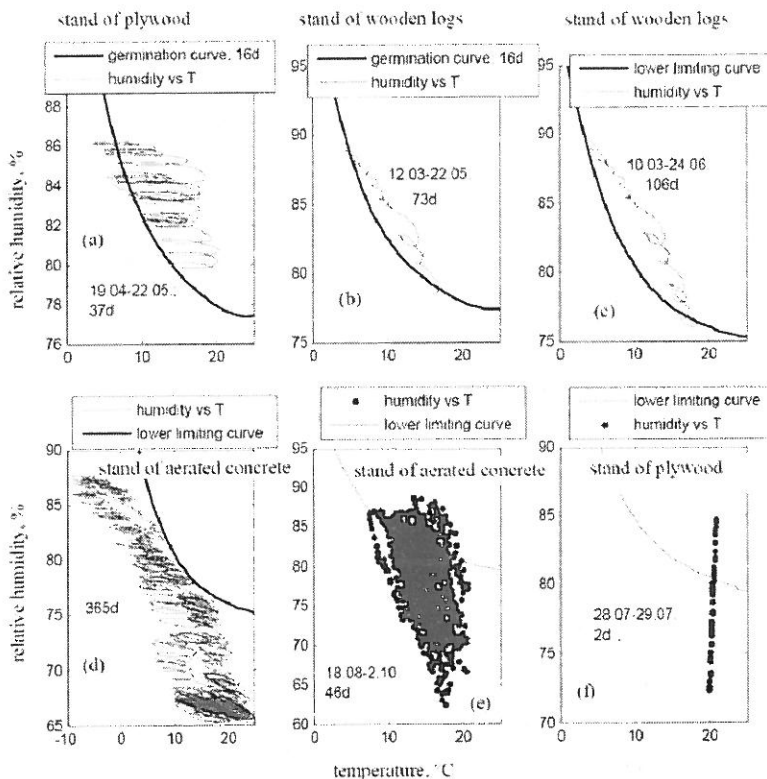 stand of plywood
stand of wooden logs
stand of wooden logs
germination curve, 16d
humidity vs T
germination curve, 16d
humidity vs T
lower limiting curve
humidity vs T
relative humidity, %
88
86
84
82
80
78
76
0
10
20
(a)
19 04-22 05.
37d
95
90
85
80
75
0
10
20
12 03-22 05
73d
(b)
95
90
85
80
75
0
10
20
10 03-24 06
106d
(c)
humidity vs T
lower limiting curve
humidity vs T
lower limiting curve
lower limiting curve
humidity vs T
relative humidity, %
stand of aerated concrete
90
85
80
75
70
65
-10
0
10
20
365d
(d)
stand of aerated concrete
95
90
85
80
75
70
65
60
0
10
20
18 08-2.10
46d
(e)
stand of plywood
90
85
80
70
0
10
20
28 07-29 07.
2d .
(f)
temperature, °C